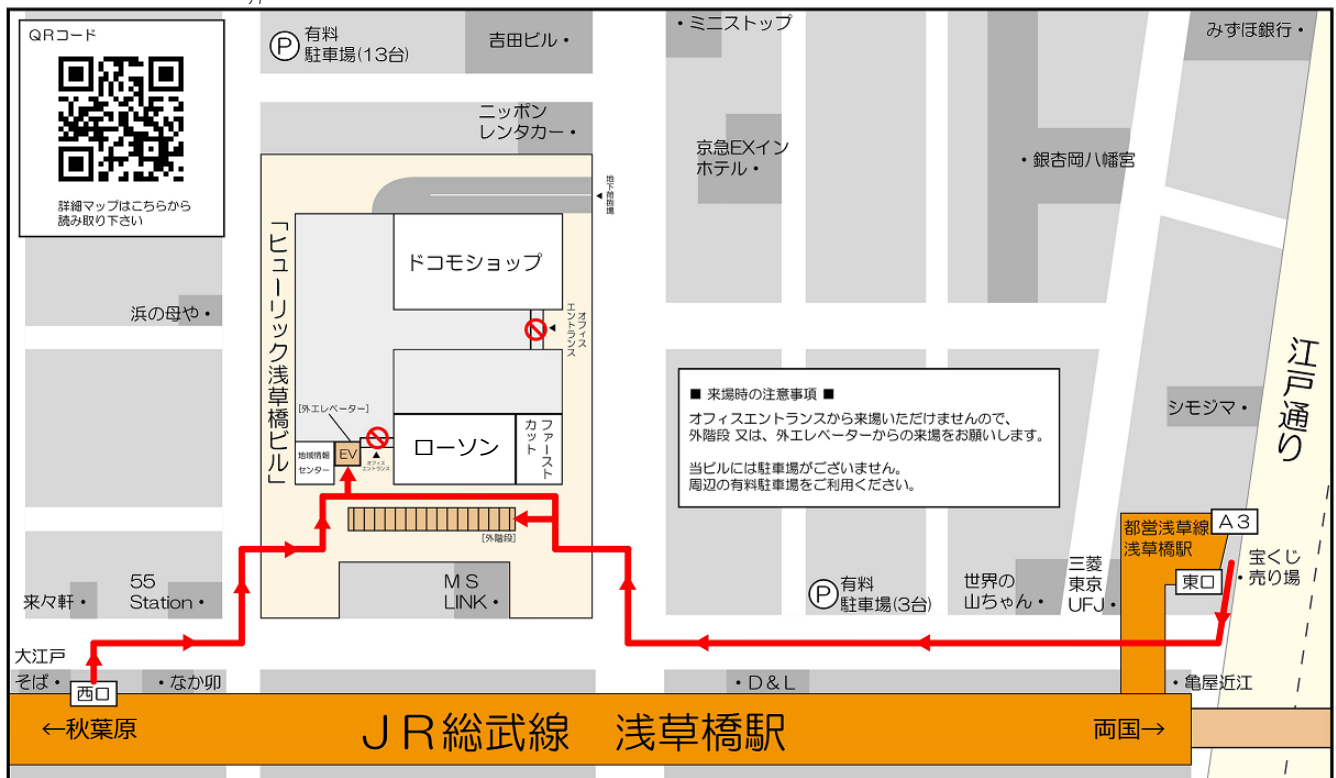 QRコード
詳細マップはこちらから
読み取り下さい
Ⓟ 有料
駐車場(13台)
吉田ビル・
・ミニストップ
みずほ銀行・
ニッポン
レンタカー・
京急EXイン
ホテル・
・銀杏岡八幡宮
地下荷捌場
「ヒューリック浅草橋ビル」
ドコモショップ
オフィス
エントランス
浜の母や・
江戸通り
■ 来場時の注意事項 ■
オフィスエントランスから来場いただけませんので、
外階段 又は、外エレベーターからの来場をお願いします。
当ビルには駐車場がございません。
周辺の有料駐車場をご利用ください。
シモジマ・
[外エレベーター]
地域情報
センター
EV
オフィス
エントランス
ローソン
ファースト
カット
[外階段]
都営浅草線
浅草橋駅
A3
東口
宝くじ
・売り場
来々軒・
55
Station・
MS
LINK・
Ⓟ 有料
駐車場(3台)
世界の
山ちゃん・
三菱
東京
UFJ・
大江戸
そば・
西口
・なか卯
・D&L
・亀屋近江
←秋葉原
JR総武線 浅草橋駅
両国→